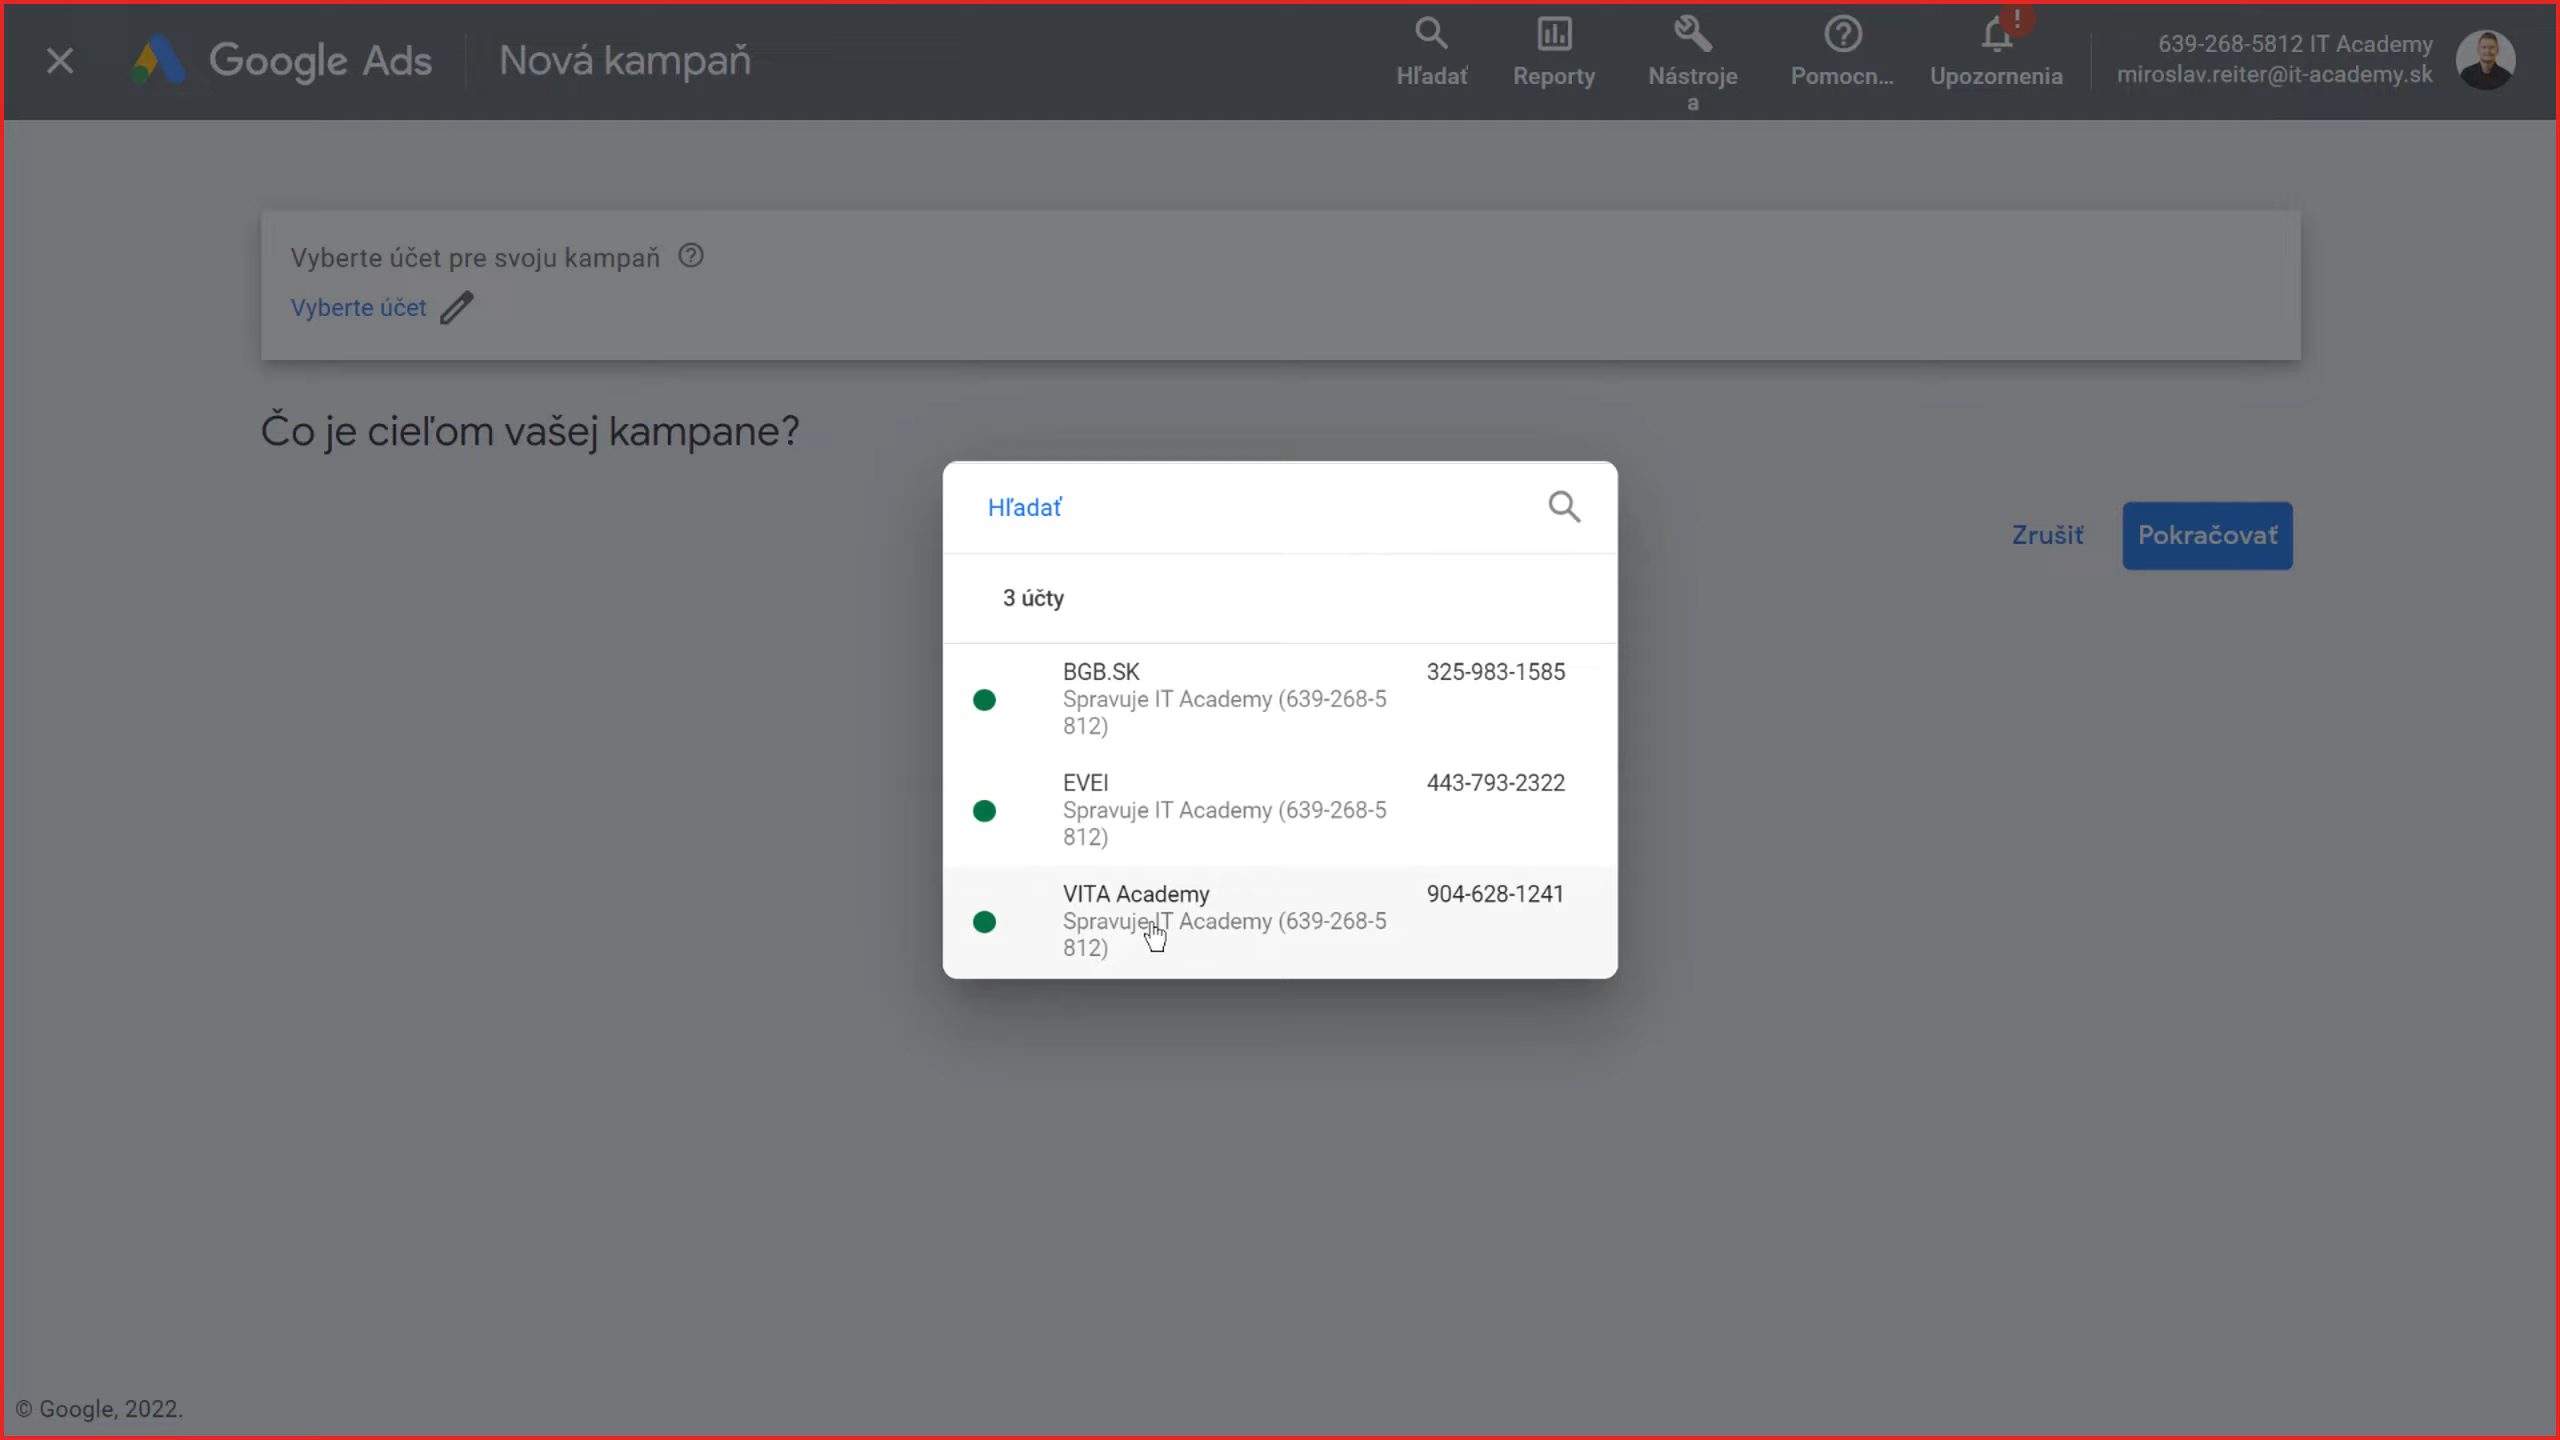 Google Ads
Nová kampaň
Hľadať
Reporty
Nástroje
a
Pomocn...
!
Upozornenia
639-268-5812 IT Academy
miroslav.reiter@it-academy.sk
Vyberte účet pre svoju kampaň
Vyberte účet
Čo je cieľom vašej kampane?
Hľadať
3 účty
BGB.SK 325-983-1585
Spravuje IT Academy (639-268-5
812)
EVEI 443-793-2322
Spravuje IT Academy (639-268-5
812)
VITA Academy 904-628-1241
Spravuje IT Academy (639-268-5
812)
Zrušiť
Pokračovať
© Google, 2022.